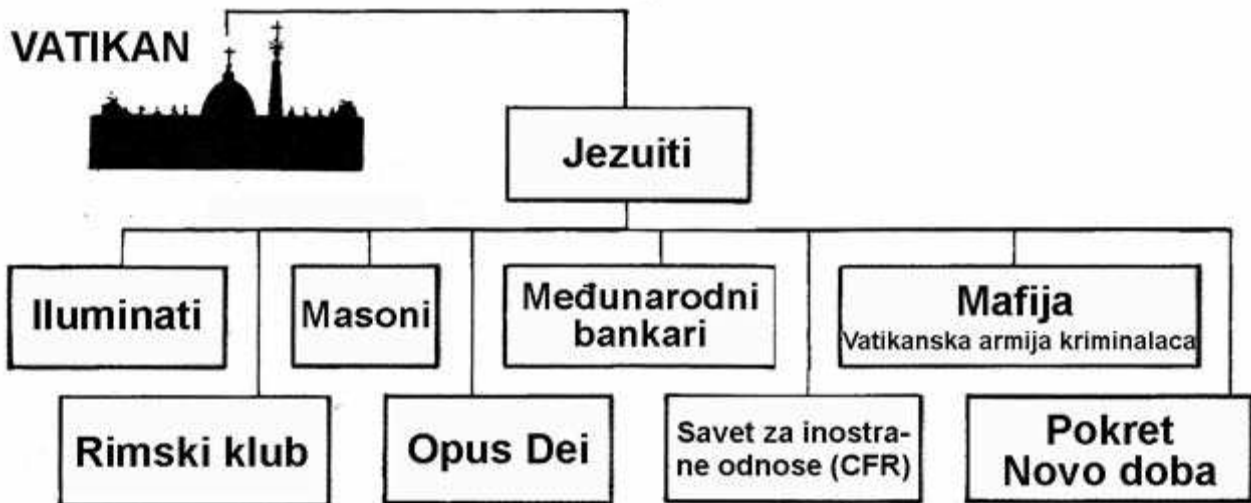 VATIKAN
Jezuiti
Iluminati
Masoni
Međunarodni
bankari
Mafija
Vatikanska armija kriminalaca
Rimski klub
Opus Dei
Savet za inostra-
ne odnose (CFR)
Pokret
Novo doba